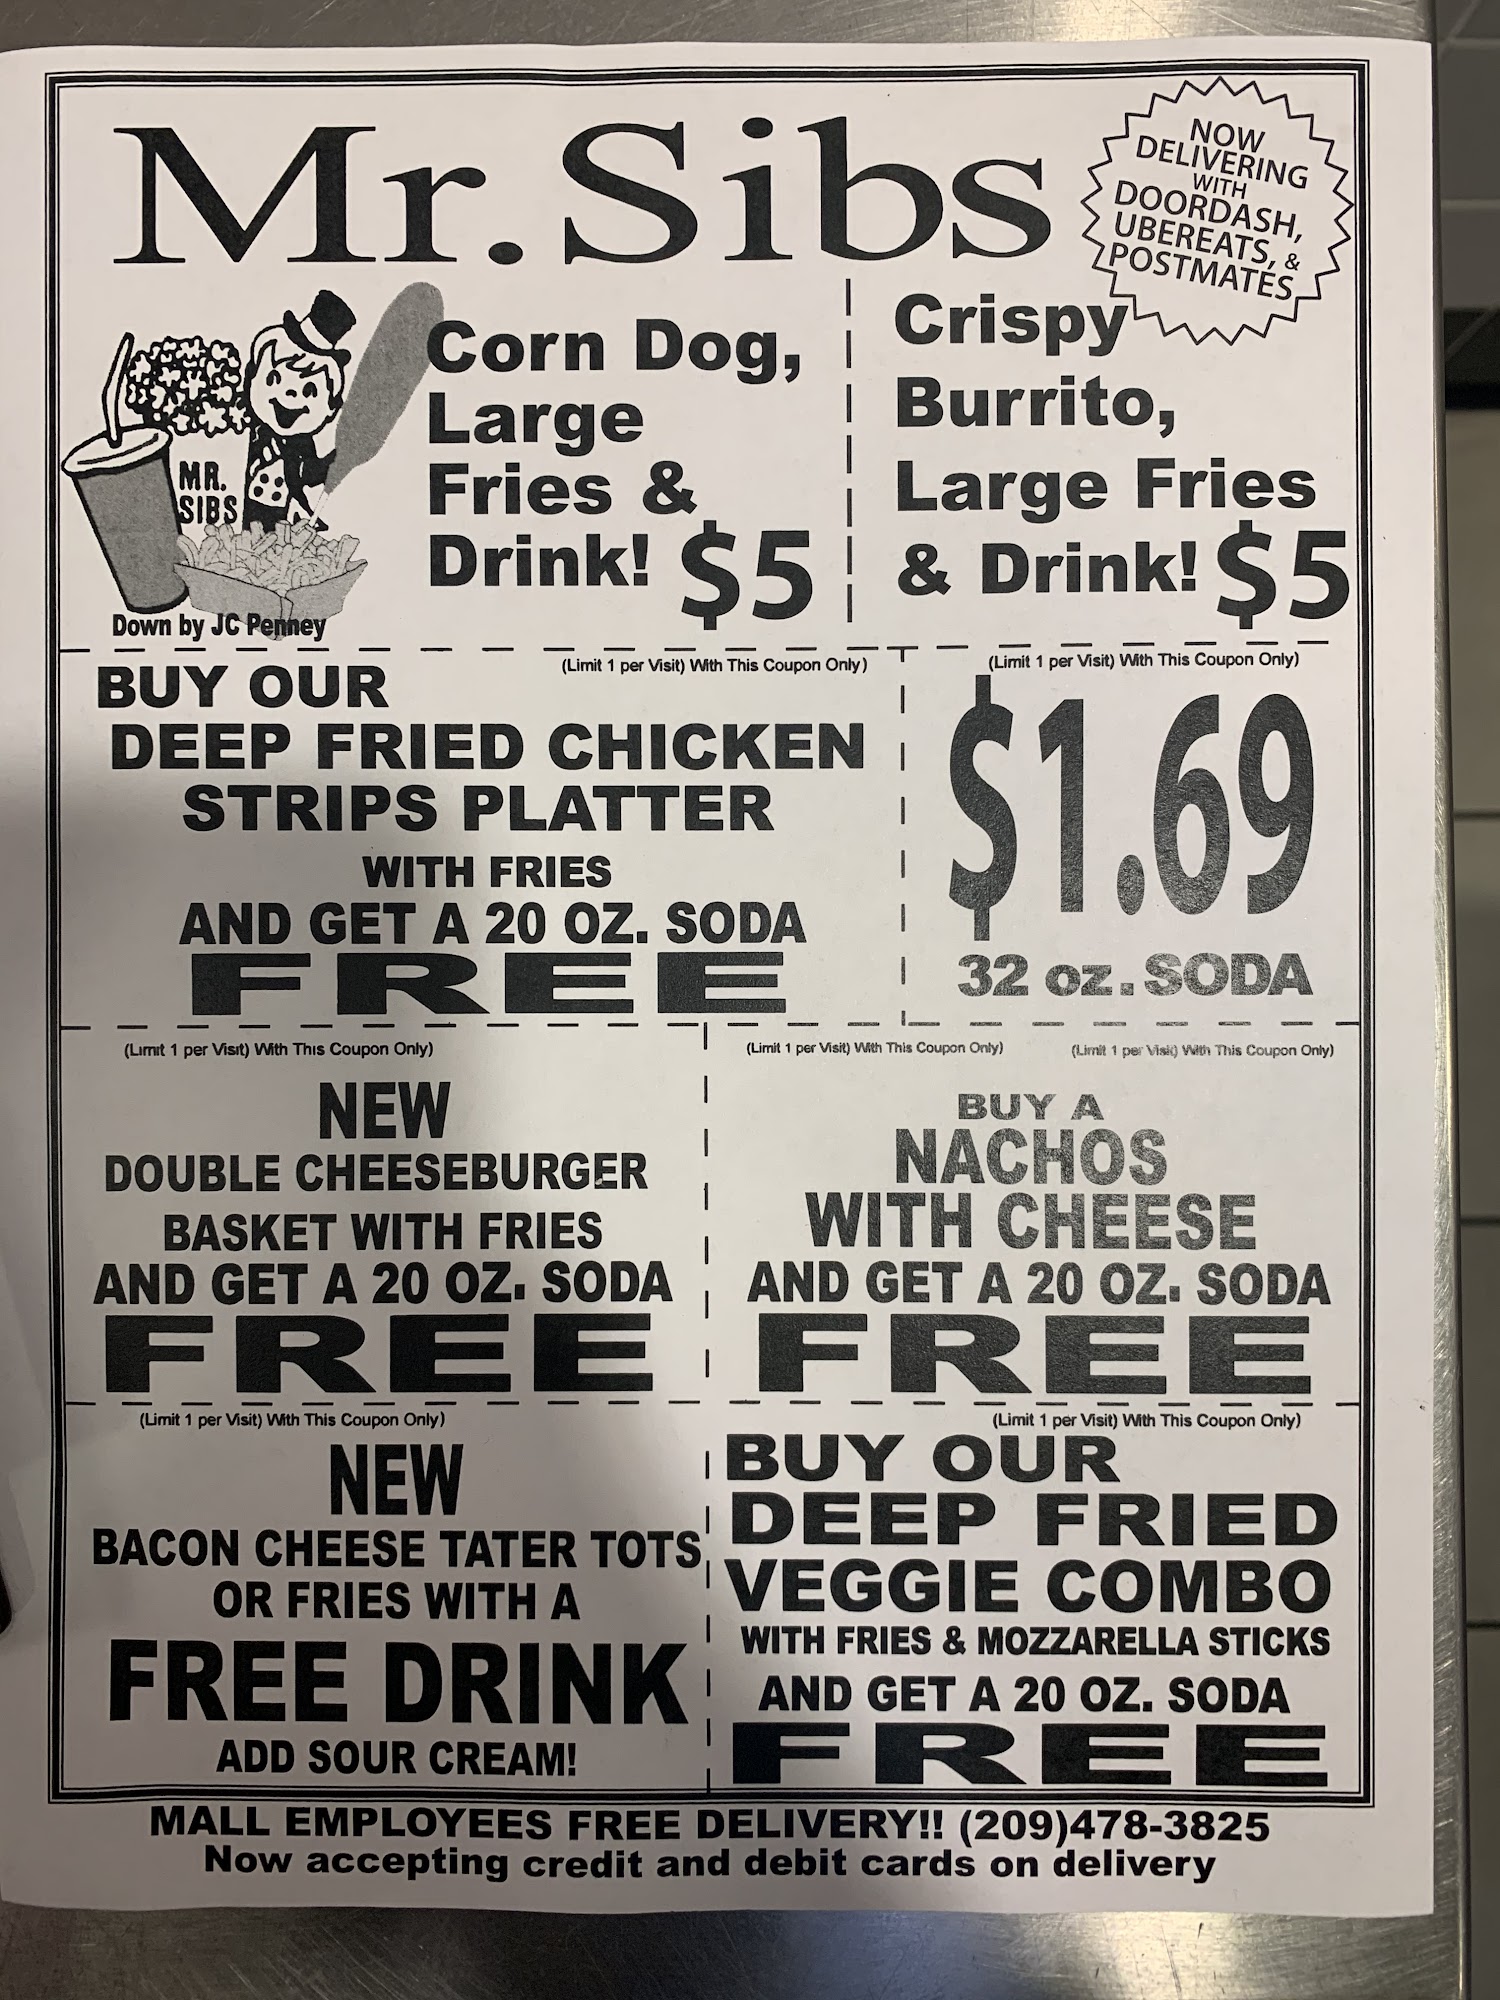 Mr. Sibs
NOW
DELIVERING
WITH
DOORDASH,
UBEREATS, &
POSTMATES
MR.
SIBS
Down by JC Penney
Corn Dog,
Large
Fries &
Drink! $5
Crispy
Burrito,
Large Fries
& Drink! $5
(Limit 1 per Visit) With This Coupon Only)
(Limit 1 per Visit) With This Coupon Only)
BUY OUR
DEEP FRIED CHICKEN
STRIPS PLATTER
WITH FRIES
AND GET A 20 OZ. SODA
FREE
$1.69
32 oz. SODA
(Limit 1 per Visit) With This Coupon Only)
(Limit 1 per Visit) With This Coupon Only)
(Limit 1 per Visit) With This Coupon Only)
NEW
DOUBLE CHEESEBURGER
BASKET WITH FRIES
AND GET A 20 OZ. SODA
FREE
BUY A
NACHOS
WITH CHEESE
AND GET A 20 OZ. SODA
FREE
(Limit 1 per Visit) With This Coupon Only)
(Limit 1 per Visit) With This Coupon Only)
NEW
BACON CHEESE TATER TOTS
OR FRIES WITH A
FREE DRINK
ADD SOUR CREAM!
BUY OUR
DEEP FRIED
VEGGIE COMBO
WITH FRIES & MOZZARELLA STICKS
AND GET A 20 OZ. SODA
FREE
MALL EMPLOYEES FREE DELIVERY!! (209)478-3825
Now accepting credit and debit cards on delivery